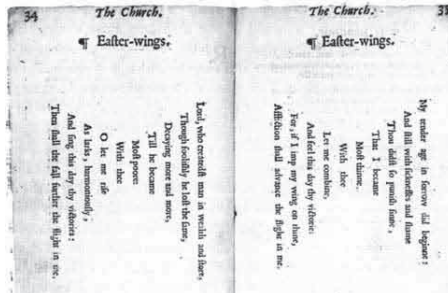 34
The Church.
¶ Eaſter-wings.
Lord, who createdſt man in wealth and ſtore,
Though fooliſhly he loſt the ſame,
Decaying more and more,
Till he became
Moſt poore:
With thee
O let me riſe
As larks, harmoniouſly,
And ſing this day thy victories:
Then ſhall the fall further the flight in me.
The Church.
31
¶ Eaſter-wings.
My tender age in ſorrow did beginne:
And ſtill with ſickneſſes and ſhame
Thou didſt ſo puniſh ſinne,
That I became
Moſt thinne.
With thee
Let me combine,
And feel this day thy victorie:
For, if I imp my wing on thine,
Affliction ſhall advance the flight in me.